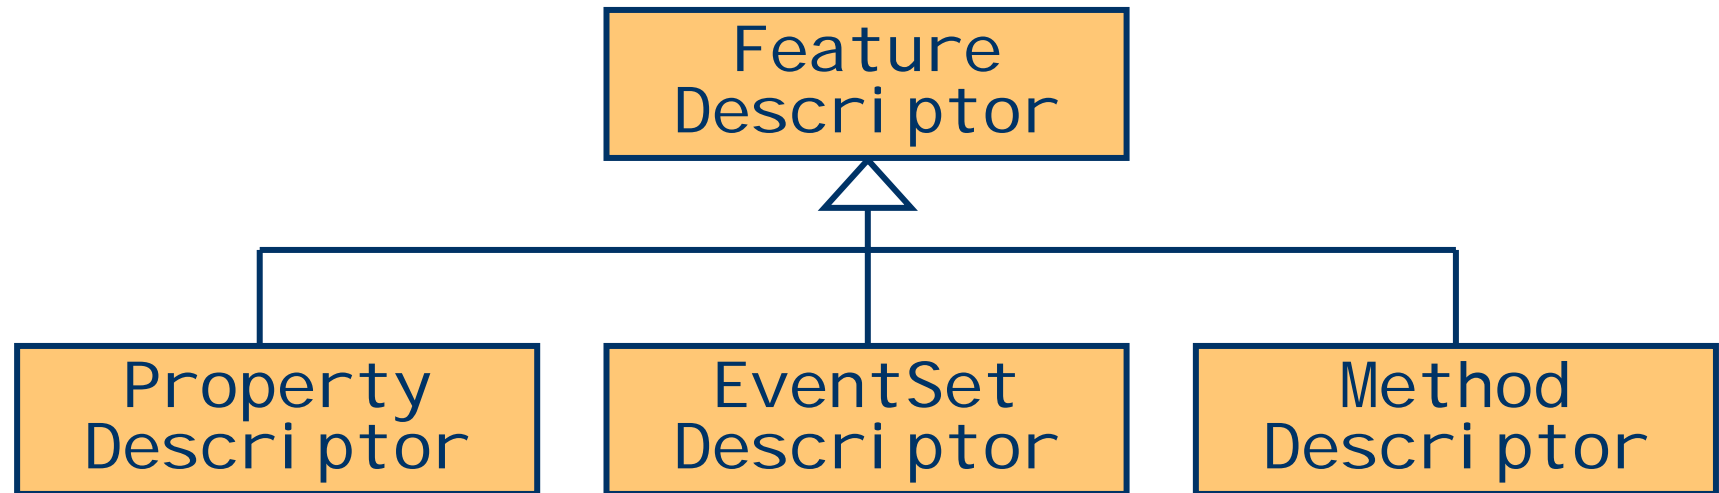 Feature
Descriptor
Property
Descriptor
EventSet
Descriptor
Method
Descriptor